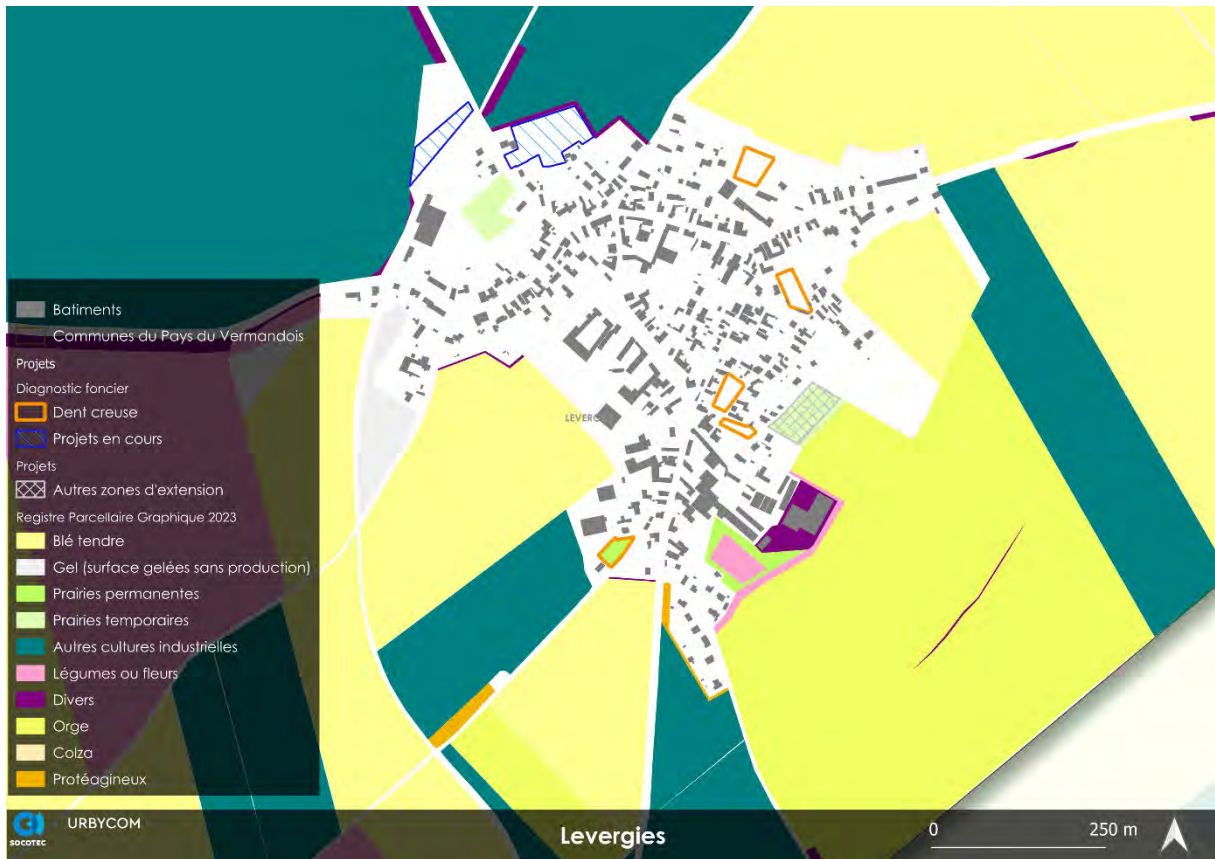 LEVERG
Batiments
Communes du Pays du Vermandois
Projets
Diagnostic foncier
Dent creuse
Projets en cours
Projets
Autres zones d'extension
Registre Parcellaire Graphique 2023
Blé tendre
Gel (surface gelées sans production)
Prairies permanentes
Prairies temporaires
Autres cultures industrielles
Légumes ou fleurs
Divers
Orge
Colza
Protéagineux
SOCOTEC
URBYCOM
Levergies
0 250 m